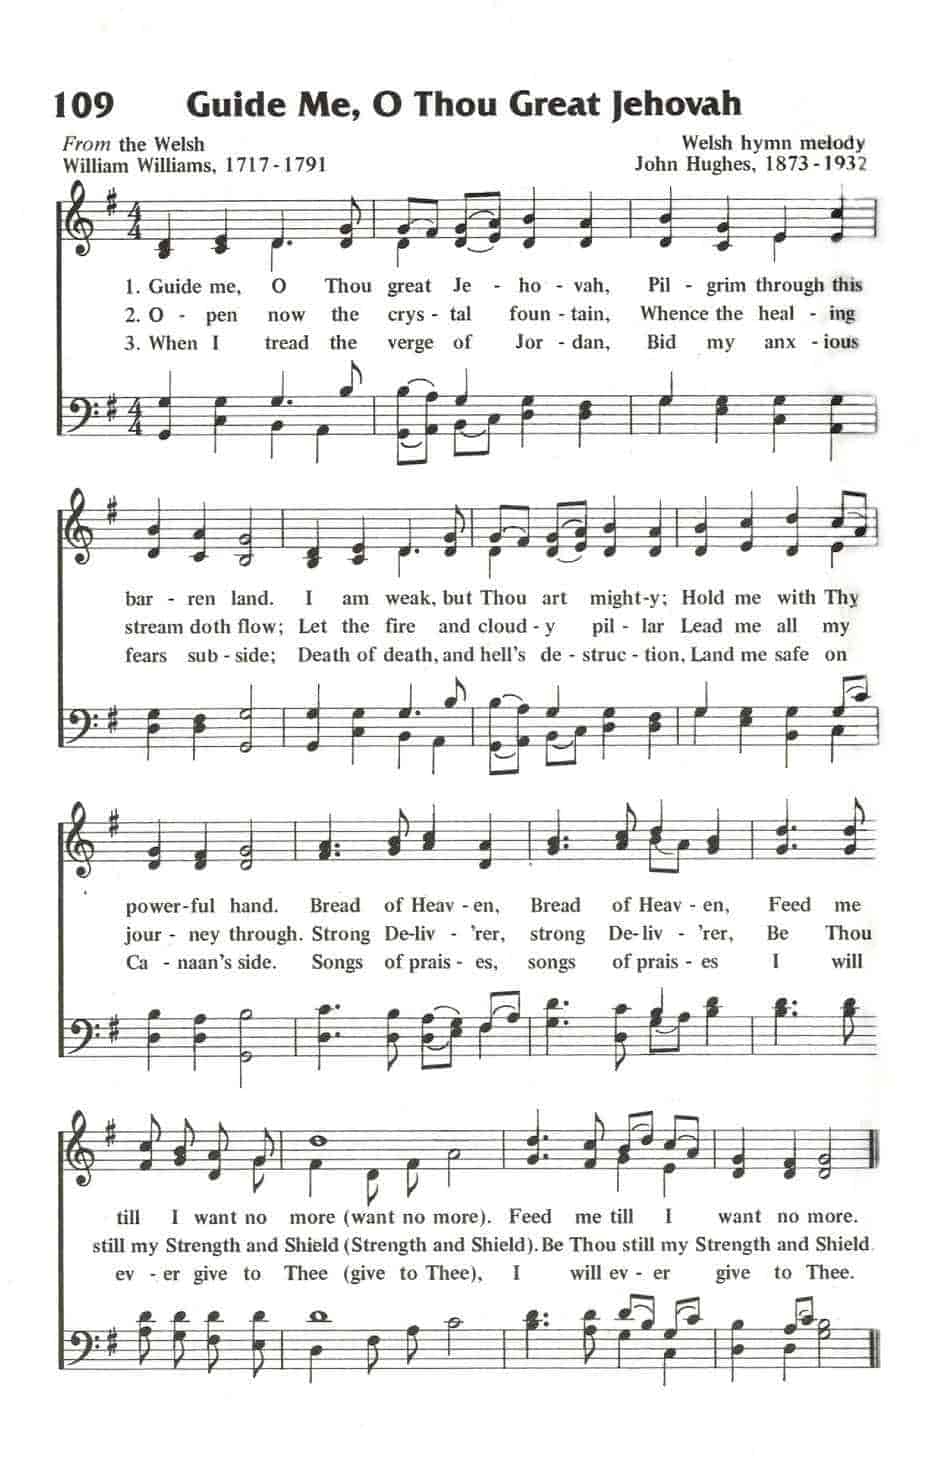 109 Guide Me, O Thou Great Jehovah
From the Welsh
William Williams, 1717-1791
Welsh hymn melody
John Hughes, 1873-1932
1. Guide me, O Thou great Je - ho - vah, Pil - grim through this
2. O - pen now the crys - tal foun - tain, Whence the heal - ing
3. When I tread the verge of Jor - dan, Bid my anx - ious
bar - ren land. I am weak, but Thou art might-y; Hold me with Thy
stream doth flow; Let the fire and cloud - y pil - lar Lead me all my
fears sub - side; Death of death, and hell's de - struc - tion, Land me safe on
power-ful hand. Bread of Heav - en, Bread of Heav - en, Feed me
jour - ney through. Strong De-liv - 'rer, strong De-liv - 'rer, Be Thou
Ca - naan's side. Songs of prais - es, songs of prais - es I will
till I want no more (want no more). Feed me till I want no more.
still my Strength and Shield (Strength and Shield). Be Thou still my Strength and Shield.
ev - er give to Thee (give to Thee), I will ev - er give to Thee.